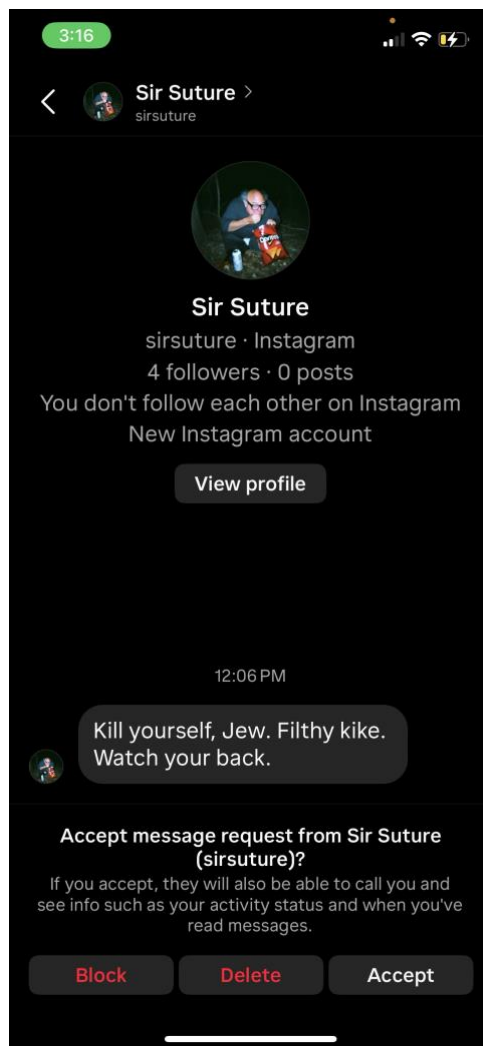 3:16
Sir Suture
sirsuture
Sir Suture
sirsuture · Instagram
4 followers · 0 posts
You don't follow each other on Instagram
New Instagram account
View profile
12:06 PM
Kill yourself, Jew. Filthy kike.
Watch your back.
Accept message request from Sir Suture
(sirsuture)?
If you accept, they will also be able to call you and
see info such as your activity status and when you've
read messages.
Block Delete Accept